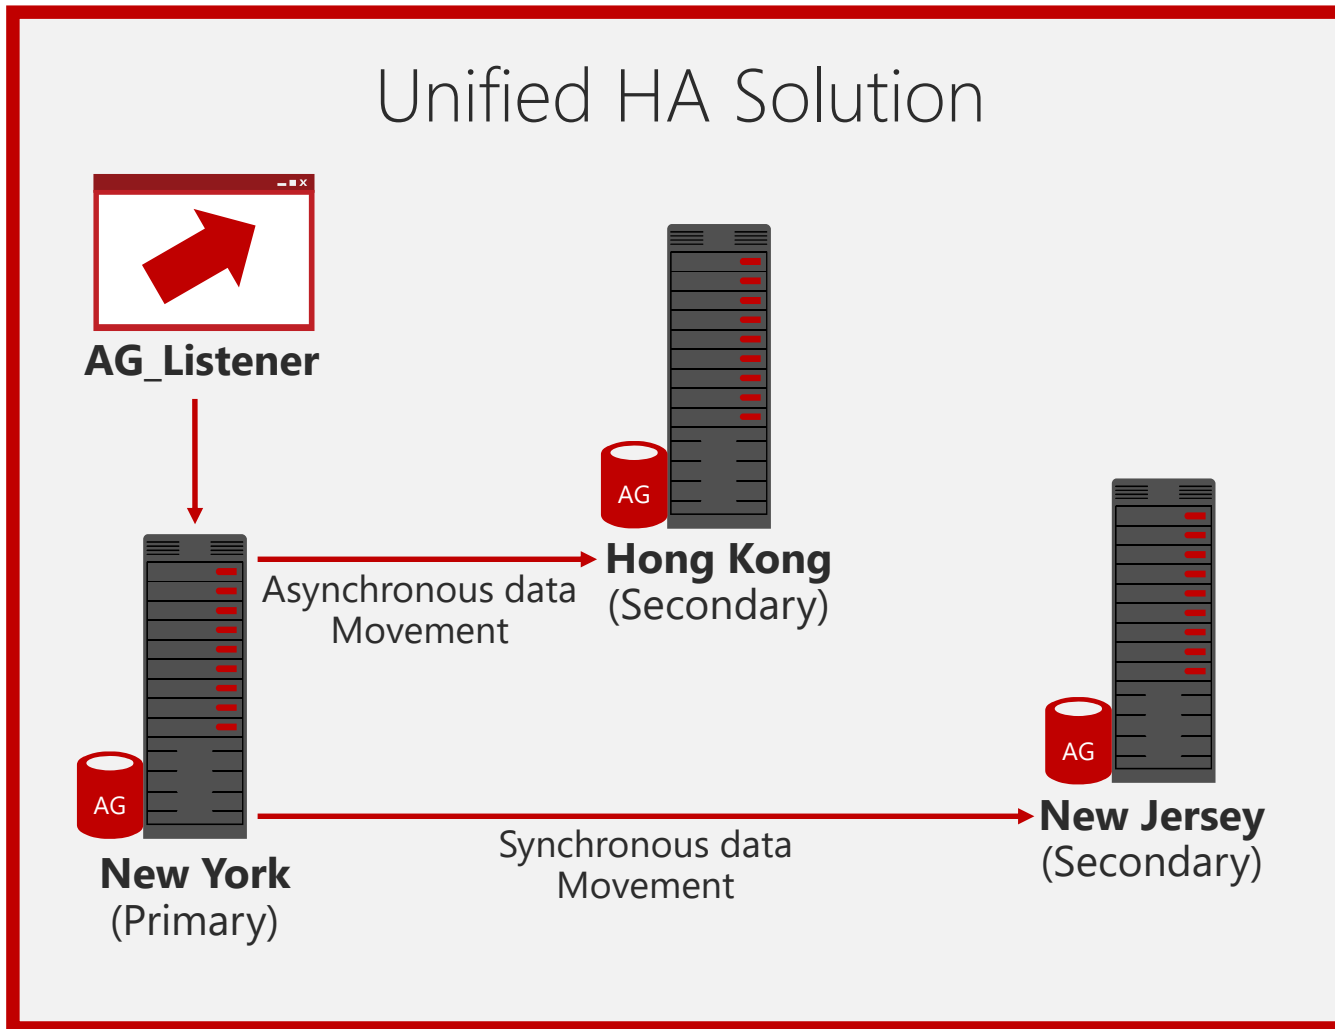 Unified HA Solution
AG_Listener
AG
Hong Kong
(Secondary)
Asynchronous data
Movement
AG
New York
(Primary)
Synchronous data
Movement
AG
New Jersey
(Secondary)